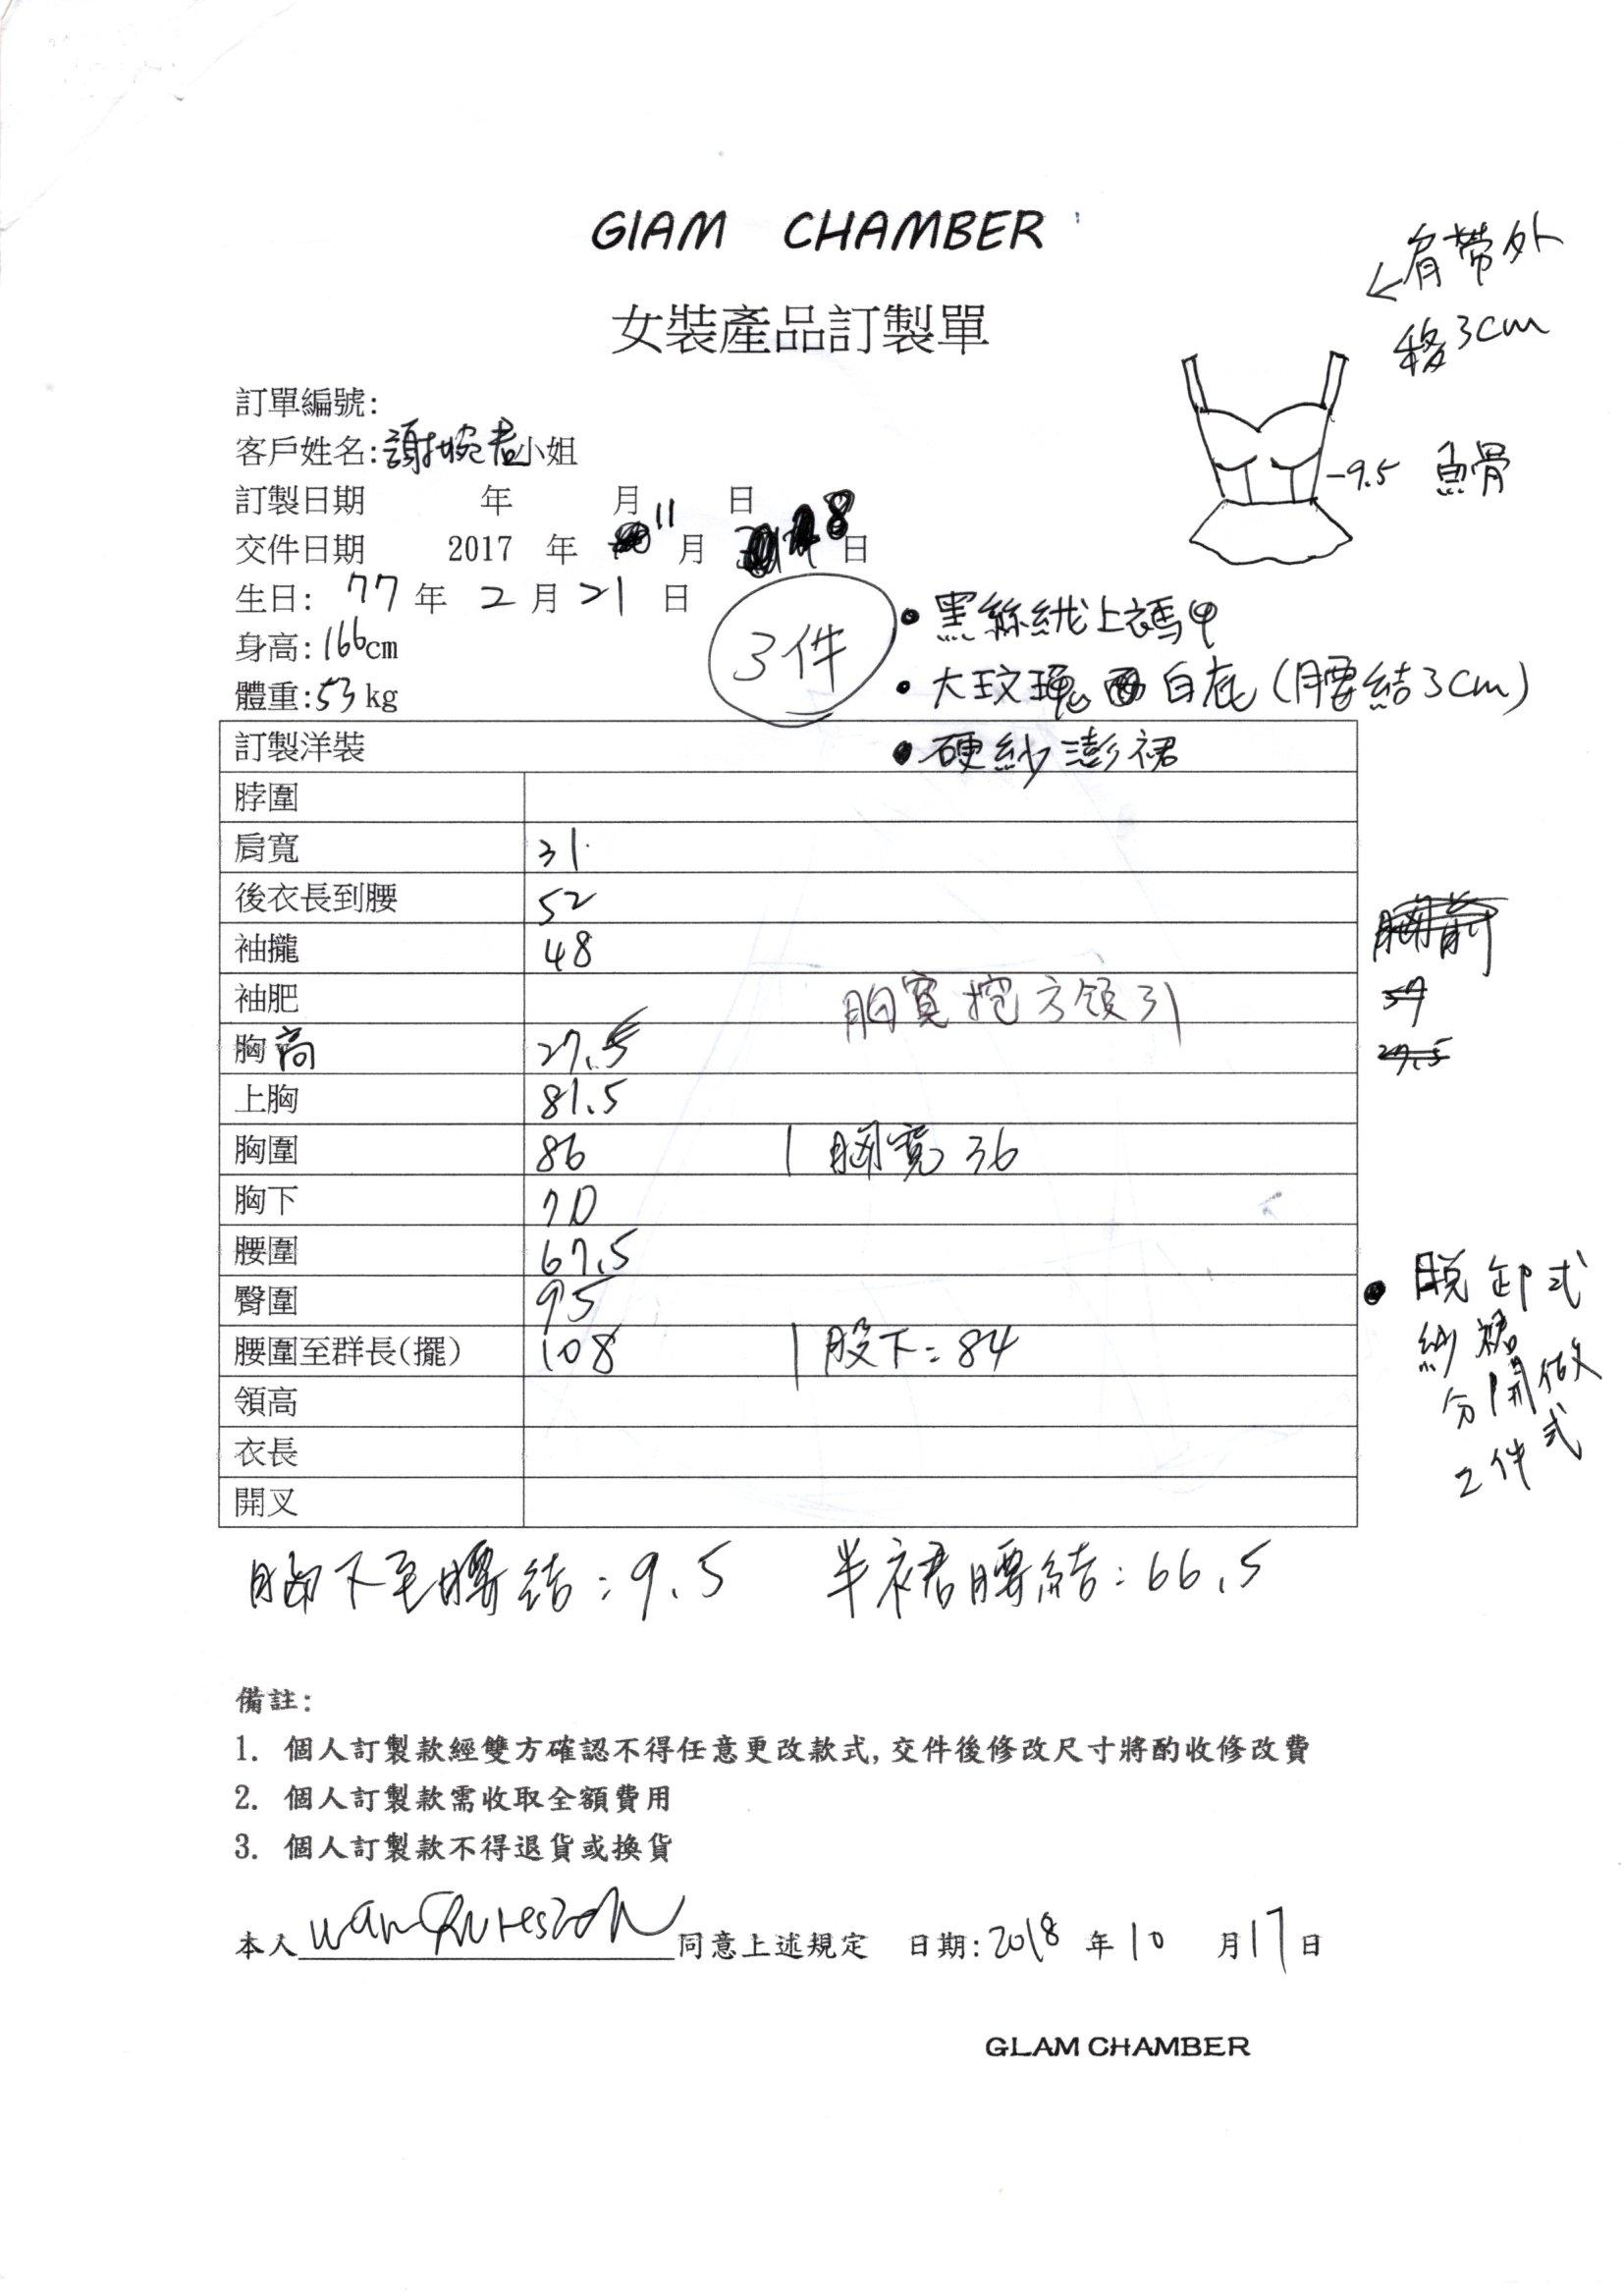 GIAM CHAMBER
女裝產品訂製單
←肩帶外
移3cm
-9.5 魚骨
訂單編號:
客戶姓名:謝婉君小姐
訂製日期 年 月 日
交件日期 2017 年 11 月 8 日
生日: 77 年 2 月 21 日
身高:166cm
體重:53kg
3件
• 黑絲絨上馬甲
• 大玫瑰 白底(腰結3cm)
• 硬紗澎裙
訂製洋裝
脖圍
肩寬 31
後衣長到腰 52
袖攏 48
袖肥
胸寬挖方領31
胸高 27.5
上胸 81.5
胸圍 86 | 胸寬36
胸下 70
腰圍 67.5
臀圍 95
腰圍至群長(擺) 108 | 股下:84
領高
衣長
開叉
胸前
37
27.5
• 脫卸式
紗裙
分開做
2件式
胸下至腰結:9.5 半裙腰結:66.5
備註:
1. 個人訂製款經雙方確認不得任意更改款式,交件後修改尺寸將酌收修改費
2. 個人訂製款需收取全額費用
3. 個人訂製款不得退貨或換貨
本人 同意上述規定 日期:2018 年 10 月 17 日
GLAM CHAMBER